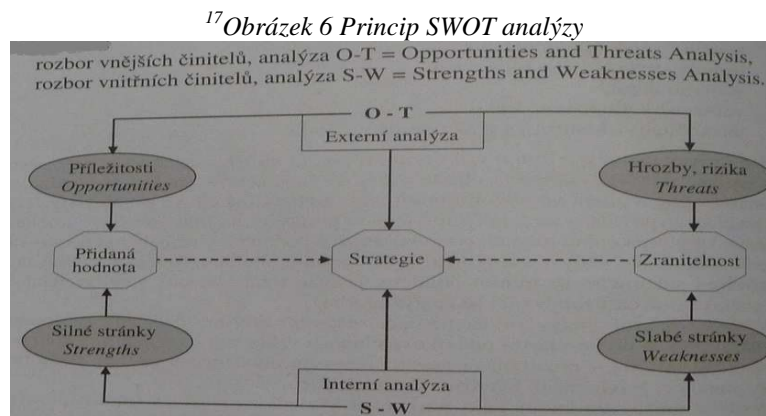 17Obrázek 6 Princip SWOT analýzy
rozbor vnějších činitelů, analýza O-T = Opportunities and Threats Analysis,
rozbor vnitřních činitelů, analýza S-W = Strengths and Weaknesses Analysis.
O - T
Externí analýza
Příležitosti
Opportunities
Hrozby, rizika
Threats
Přidaná
hodnota
Strategie
Zranitelnost
Silné stránky
Strengths
Slabé stránky
Weaknesses
Interní analýza
S - W